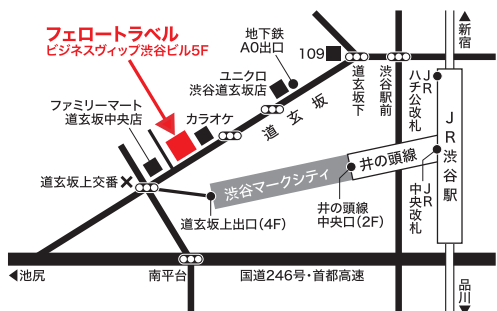 フェロートラベル
ビジネスヴィップ渋谷ビル5F
地下鉄
A0出口
109
▲
新宿
ユニクロ
渋谷道玄坂店
ファミリーマート
道玄坂中央店
カラオケ
道玄坂
道玄坂下
渋谷駅前
JR
ハチ公改札
JR渋谷駅
井の頭線
渋谷マークシティ
道玄坂上交番
道玄坂上出口(4F)
井の頭線
中央口(2F)
JR
中央改札
◀池尻
南平台
国道246号・首都高速
品川
▼